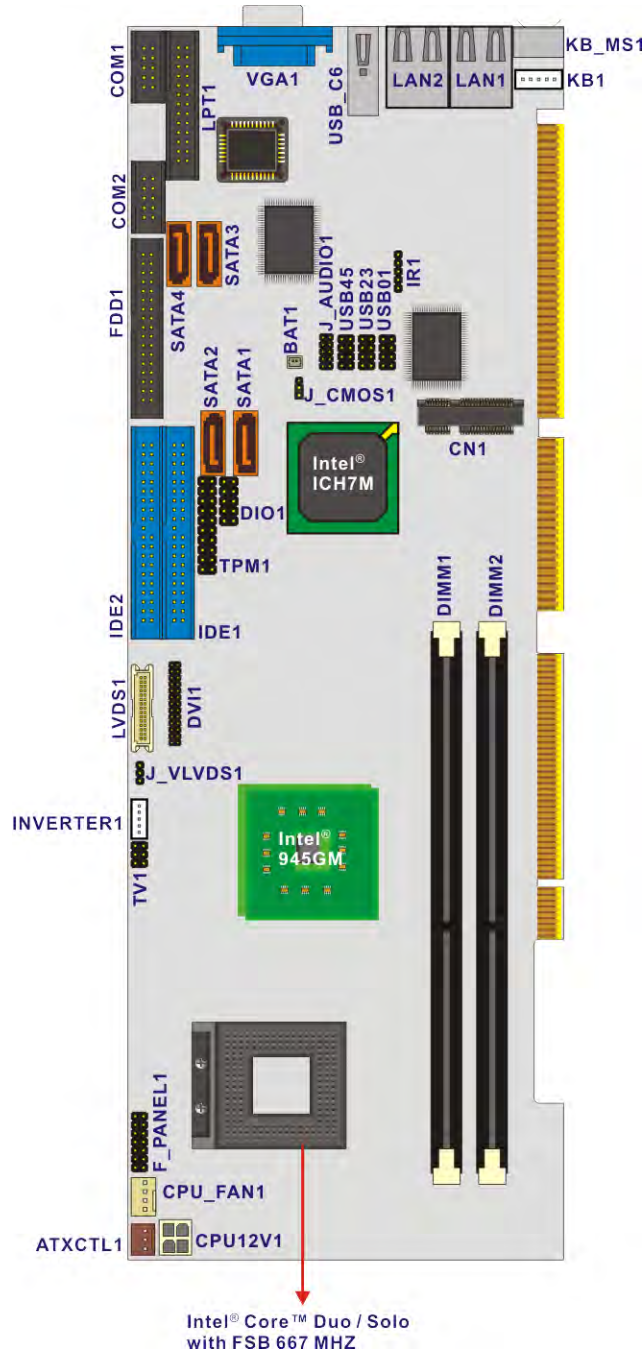 COM1
LPT1
VGA1
USB_C6
LAN2
LAN1
KB_MS1
KB1
COM2
SATA4
SATA3
FDD1
J_AUDIO1
USB45
USB23
USB01
IR1
BAT1
J_CMOS1
SATA2
SATA1
CN1
Intel®
ICH7M
DIO1
TPM1
IDE2
IDE1
DIMM1
DIMM2
LVDS1
DVI1
J_VLVDS1
INVERTER1
TV1
Intel®
945GM
F_PANEL1
CPU_FAN1
ATXCTL1
CPU12V1
Intel® Core™ Duo / Solo
with FSB 667 MHZ